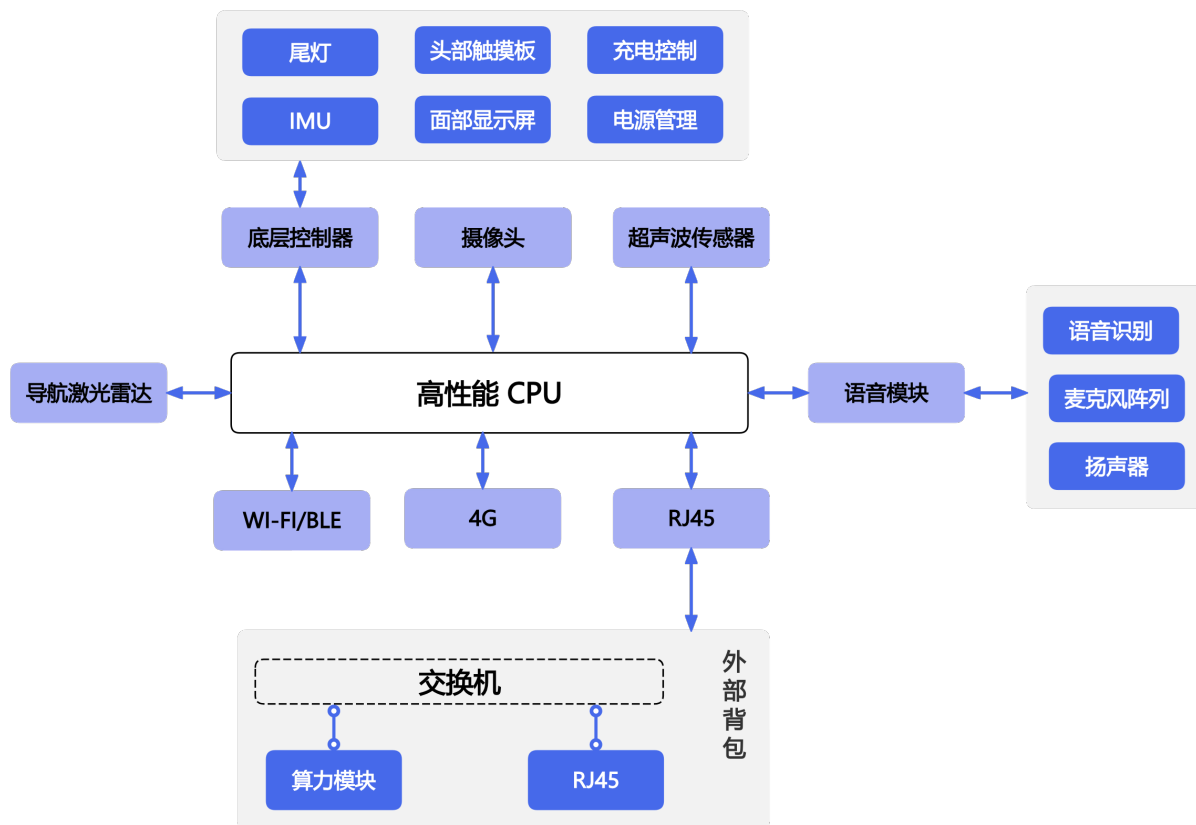 尾灯
头部触摸板
充电控制
IMU
面部显示屏
电源管理
底层控制器
摄像头
超声波传感器
导航激光雷达
高性能 CPU
语音模块
语音识别
麦克风阵列
扬声器
WI-FI/BLE
4G
RJ45
外部背包
交换机
算力模块
RJ45